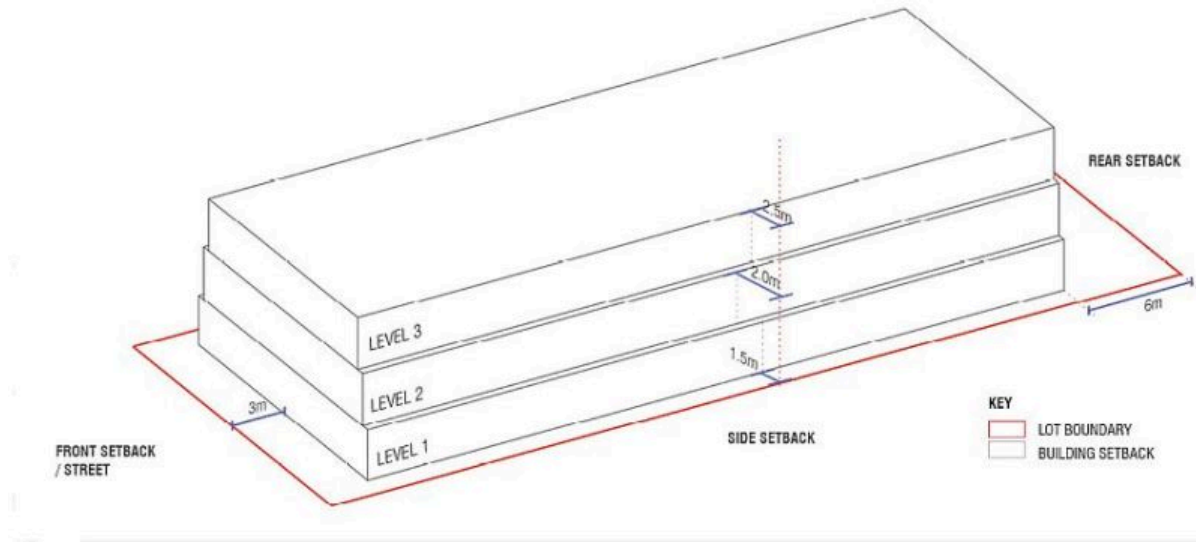 REAR SETBACK
2.5m
2.0m
6m
LEVEL 3
1.5m
LEVEL 2
3m
KEY
LOT BOUNDARY
SIDE SETBACK
LEVEL 1
BUILDING SETBACK
FRONT SETBACK
/ STREET